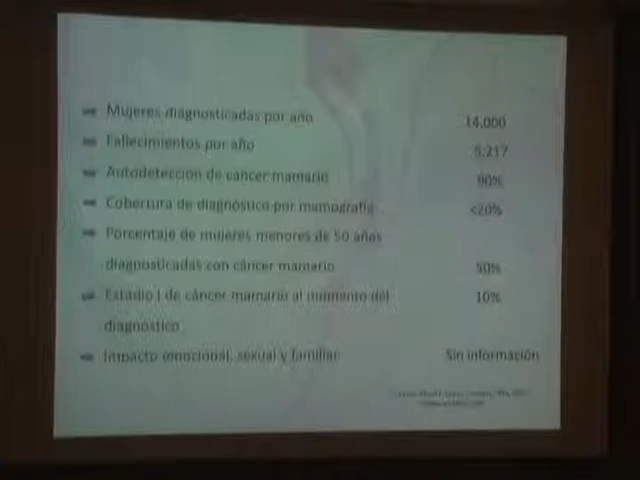 Mujeres diagnosticadas por año 14,000
Fallecimientos por año 5,217
Autodetección de cáncer mamario 90%
Cobertura de diagnóstico por mamografía <20%
Porcentaje de mujeres menores de 50 años
diagnosticadas con cáncer mamario 50%
Estadio I de cáncer mamario al momento del 10%
diagnóstico
Impacto emocional, sexual y familiar Sin información